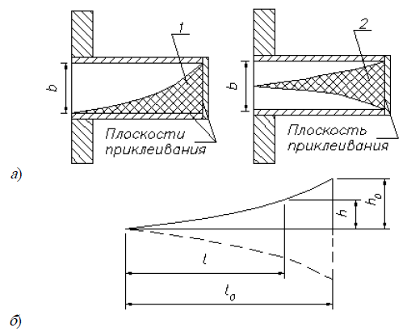 1
2
b
b
Плоскости
приклеивания
Плоскость
приклеивания
а)
h
h₀
l
l₀
б)